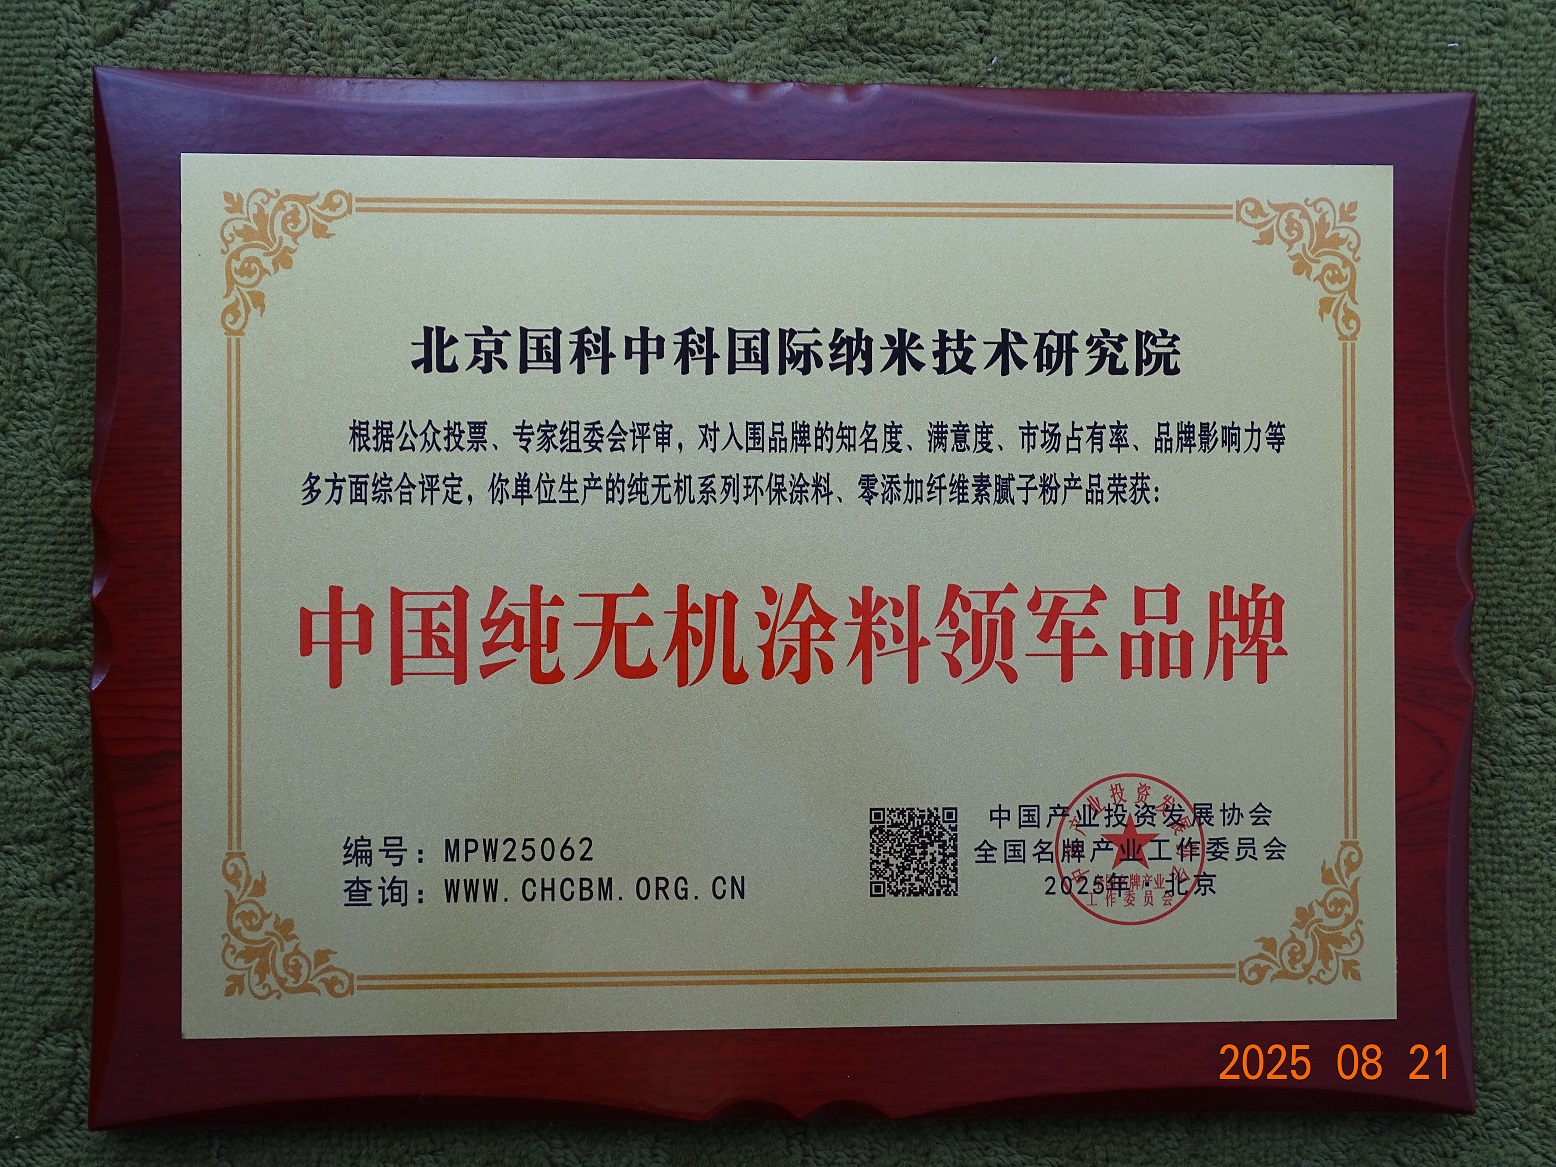 北京国科中科国际纳米技术研究院
根据公众投票、专家组委会评审，对入围品牌的知名度、满意度、市场占有率、品牌影响力等
多方面综合评定，你单位生产的纯无机系列环保涂料、零添加纤维素腻子粉产品荣获：
中国纯无机涂料领军品牌
编号：MPW25062
查询：WWW.CHCBM.ORG.CN
中国产业投资发展协会
全国名牌产业工作委员会
2025年·北京
工作委员会
2025 08 21